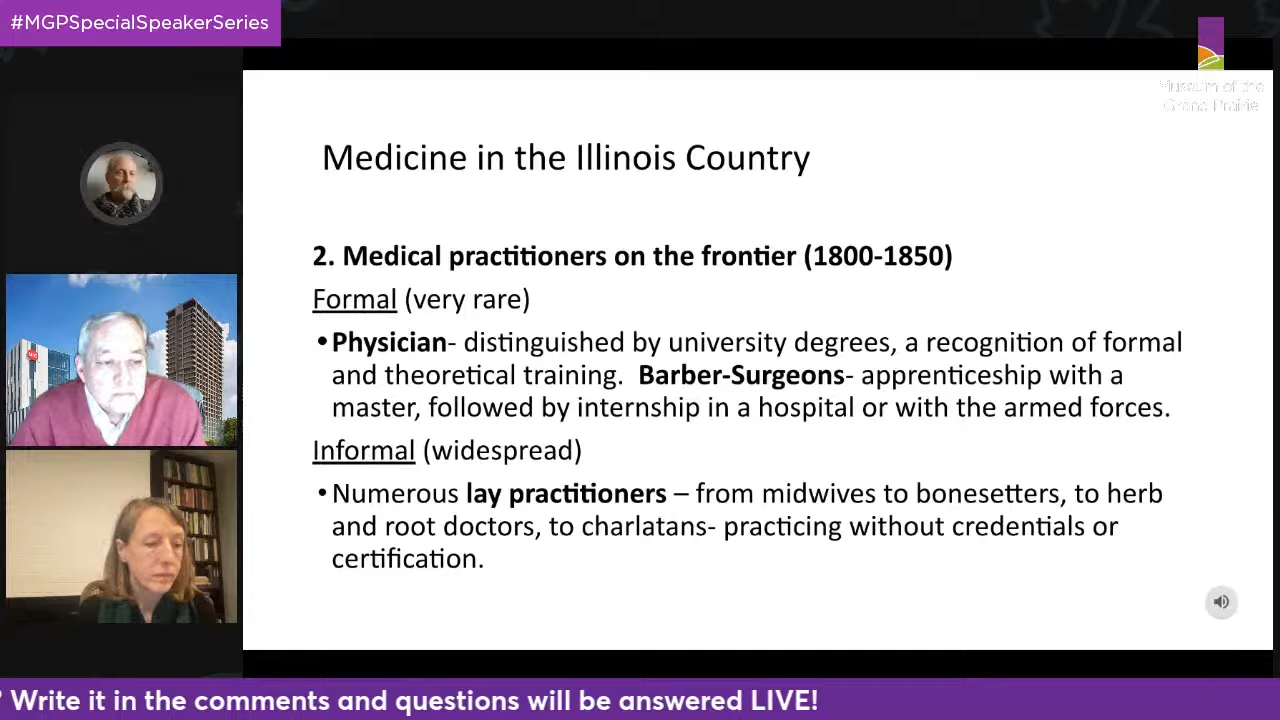 #MGPSpecialSpeakerSeries
Museum of the
Grand Prairie
Medicine in the Illinois Country
2. Medical practitioners on the frontier (1800-1850)
Formal (very rare)
•Physician- distinguished by university degrees, a recognition of formal
and theoretical training.  Barber-Surgeons- apprenticeship with a
master, followed by internship in a hospital or with the armed forces.
Informal (widespread)
• Numerous lay practitioners – from midwives to bonesetters, to herb
and root doctors, to charlatans- practicing without credentials or
certification.
UIC
? Write it in the comments and questions will be answered LIVE!